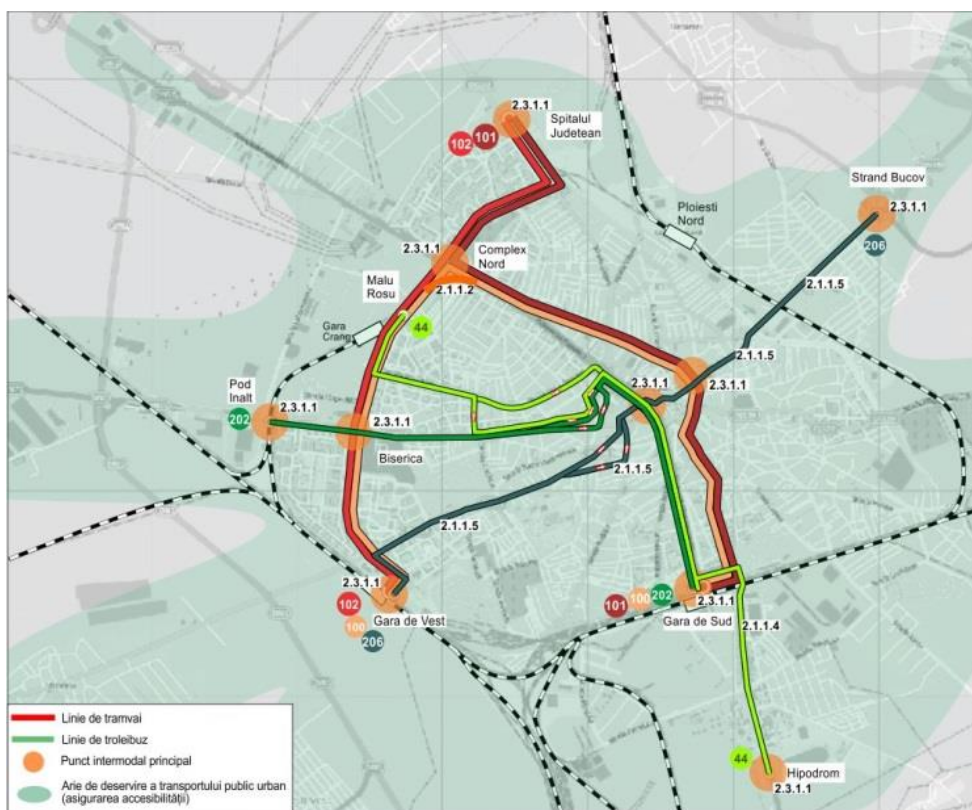 2.3.1.1
Spitalul
Judetean
102
101
Strand Bucov
2.3.1.1
206
Ploiesti
Nord
2.3.1.1
Complex
Nord
Malu
Rosu
2.1.1.2
2.1.1.5
44
Gara
Crang
2.1.1.5
Pod
Inalt
2.3.1.1
202
2.3.1.1
2.3.1.1
2.3.1.1
Biserica
2.1.1.5
2.1.1.5
2.3.1.1
102
Gara de Vest
100
206
101
100
202
2.3.1.1
Gara de Sud
2.1.1.4
44
Hipodrom
2.3.1.1
Linie de tramvai
Linie de troleibuz
Punct intermodal principal
Arie de deservire a transportului public urban
(asigurarea accesibilității)